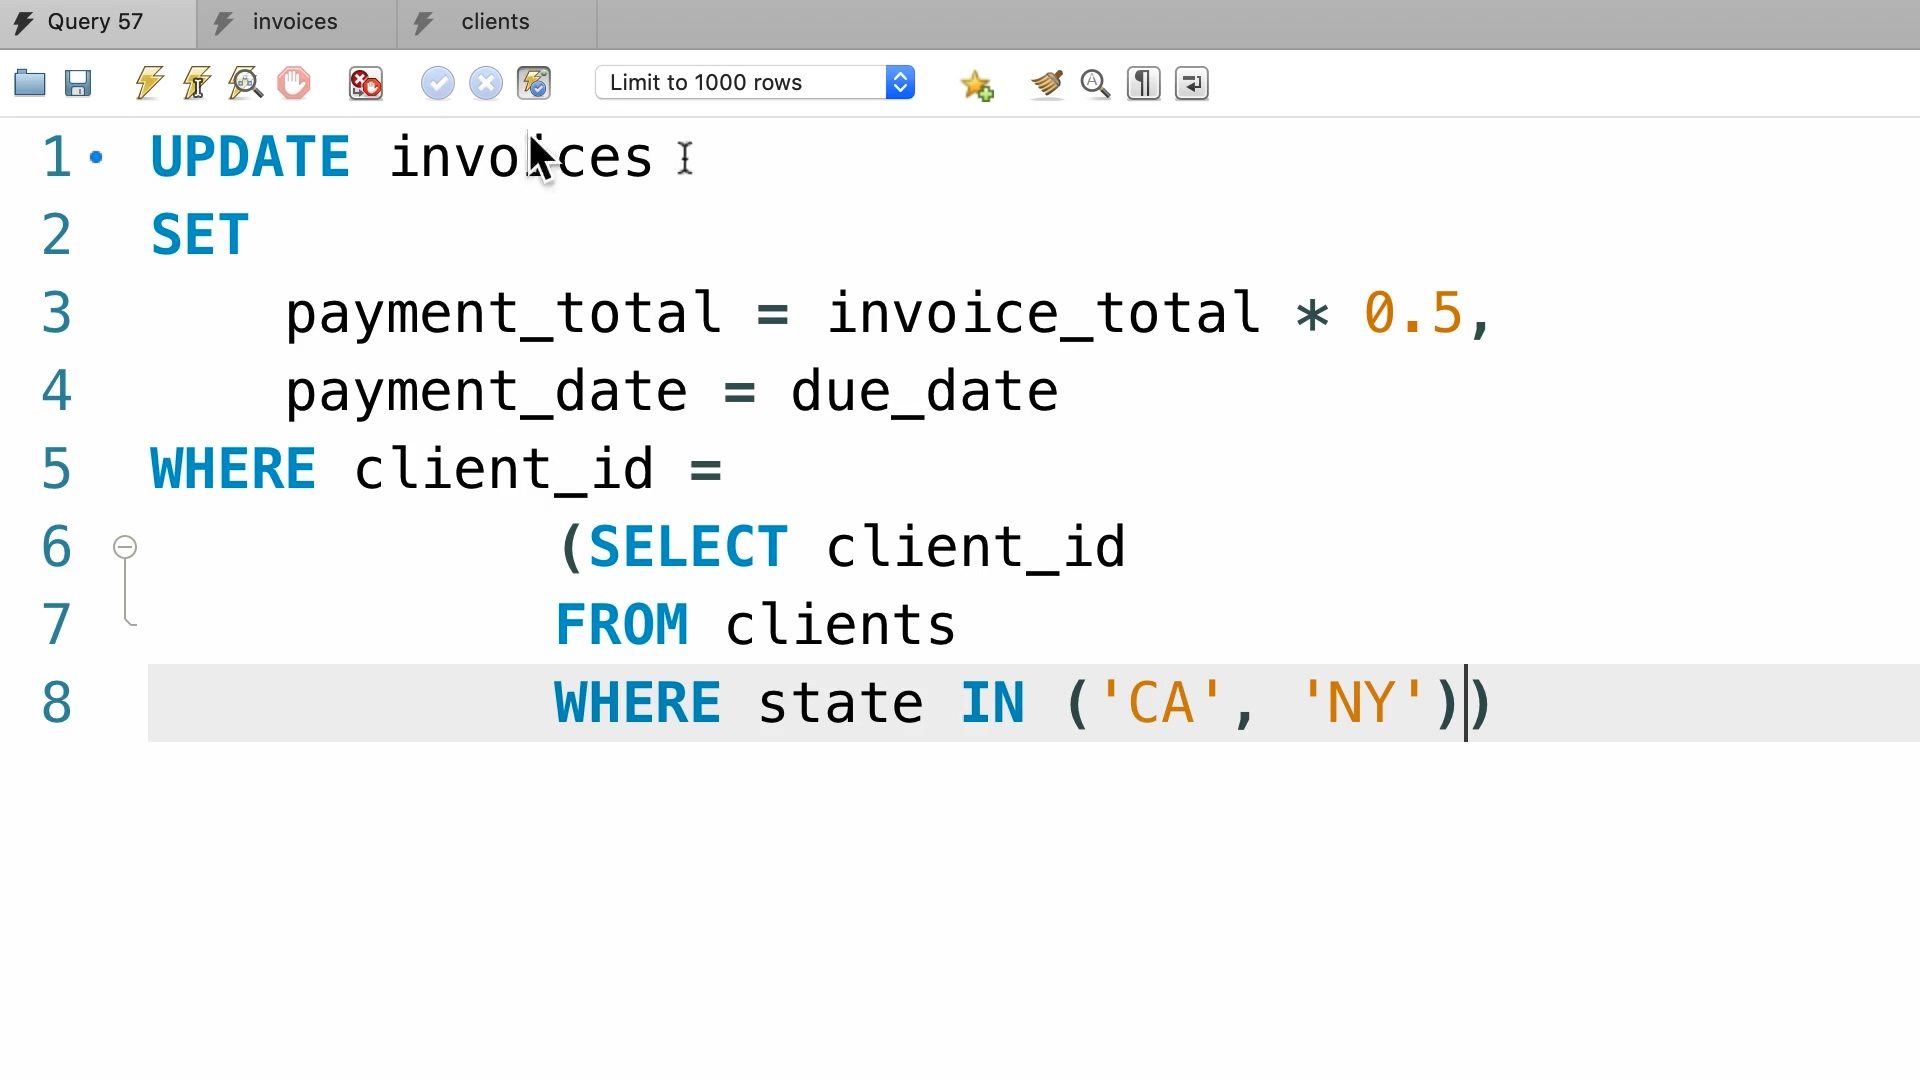 Query 57 invoices clients
Limit to 1000 rows
1 UPDATE invoices
2 SET
3 payment_total = invoice_total * 0.5,
4 payment_date = due_date
5 WHERE client_id =
6 (SELECT client_id
7 FROM clients
8 WHERE state IN ('CA', 'NY'))